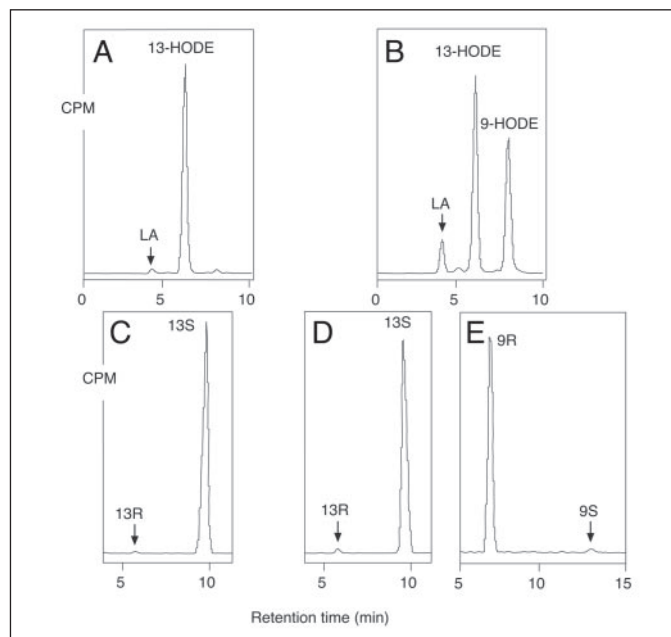 A
13-HODE
CPM
LA
0
5
10
B
13-HODE
9-HODE
LA
0
5
10
C
13S
CPM
13R
5
10
D
13S
13R
5
10
E
9R
9S
5
10
15
Retention time (min)